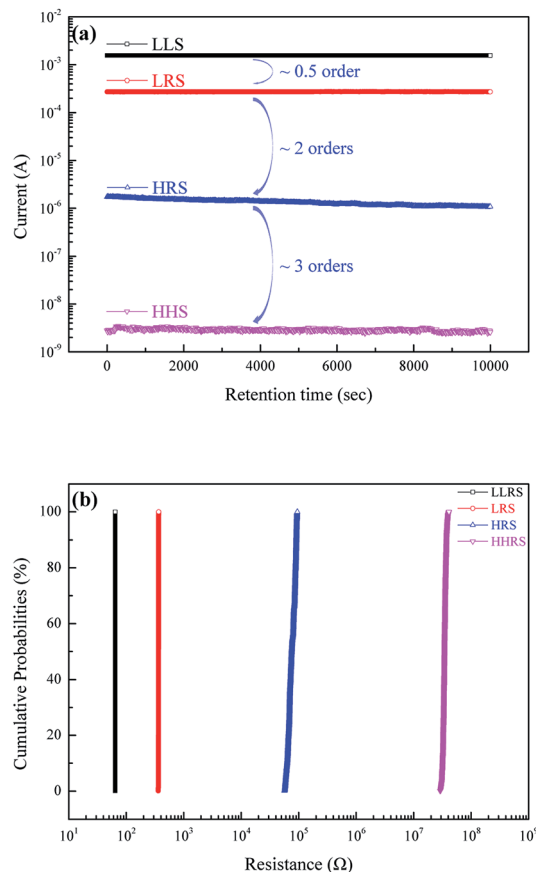 (a)
LLS
LRS
HRS
HHS
~ 0.5 order
~ 2 orders
~ 3 orders
Current (A)
10⁻²
10⁻³
10⁻⁴
10⁻⁵
10⁻⁶
10⁻⁷
10⁻⁸
10⁻⁹
0 2000 4000 6000 8000 10000
Retention time (sec)
(b)
LLRS
LRS
HRS
HHRS
Cumulative Probabilities (%)
100
80
60
40
20
0
10¹ 10² 10³ 10⁴ 10⁵ 10⁶ 10⁷ 10⁸ 10⁹
Resistance (Ω)